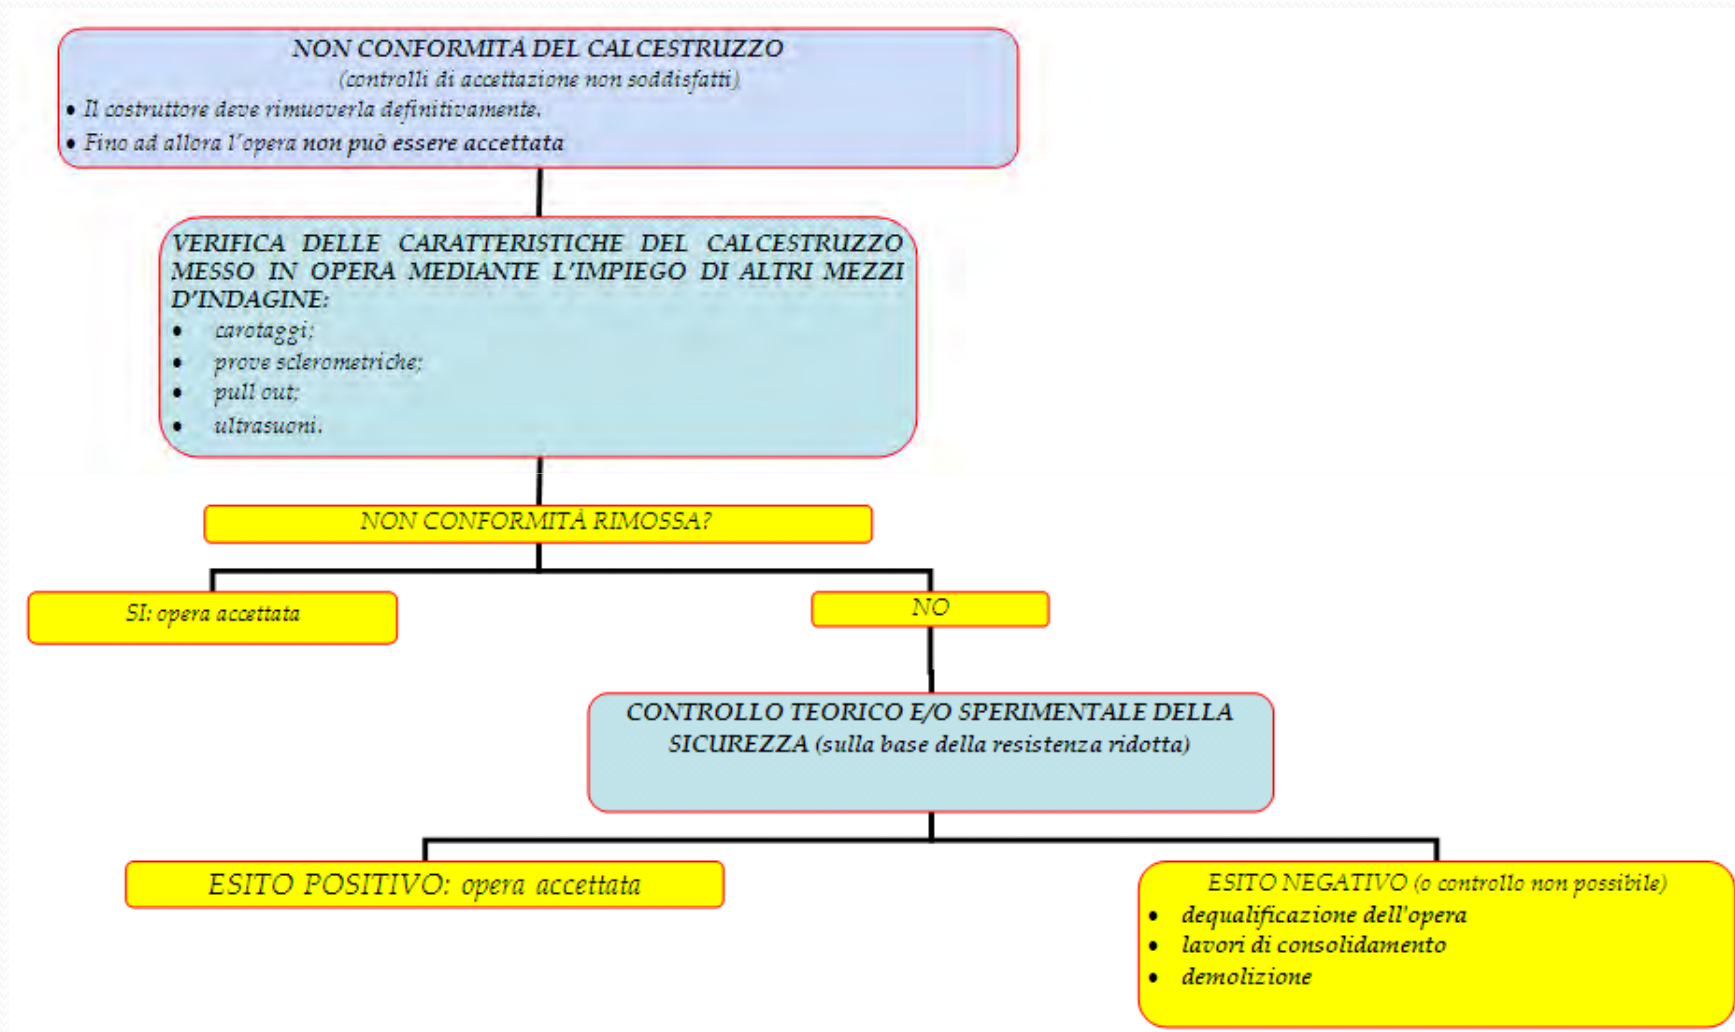 NON CONFORMITÀ DEL CALCESTRUZZO
(controlli di accettazione non soddisfatti)
• Il costruttore deve rimuoverla definitivamente.
• Fino ad allora l'opera non può essere accettata
VERIFICA DELLE CARATTERISTICHE DEL CALCESTRUZZO
MESSO IN OPERA MEDIANTE L'IMPIEGO DI ALTRI MEZZI
D'INDAGINE:
• carotaggi;
• prove sclerometriche;
• pull out;
• ultrasuoni.
NON CONFORMITÀ RIMOSSA?
SI: opera accettata
NO
CONTROLLO TEORICO E/O SPERIMENTALE DELLA
SICUREZZA (sulla base della resistenza ridotta)
ESITO POSITIVO: opera accettata
ESITO NEGATIVO (o controllo non possibile)
• dequalificazione dell'opera
• lavori di consolidamento
• demolizione